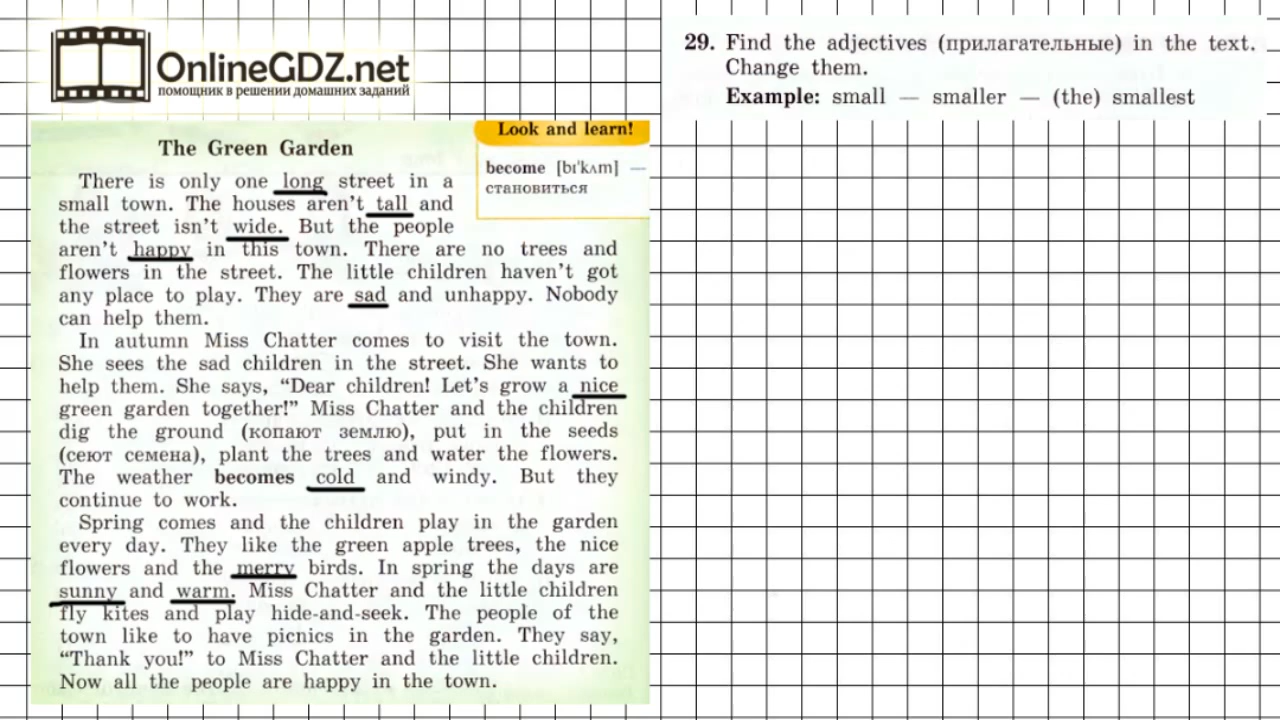 OnlineGDZ.net
помощник в решении домашних заданий
29. Find the adjectives (прилагательные) in the text.
Change them.
Example: small — smaller — (the) smallest
The Green Garden
Look and learn!
become [bɪ'kʌm] —
становиться
There is only one long street in a
small town. The houses aren't tall and
the street isn't wide. But the people
aren't happy in this town. There are no trees and
flowers in the street. The little children haven't got
any place to play. They are sad and unhappy. Nobody
can help them.
In autumn Miss Chatter comes to visit the town.
She sees the sad children in the street. She wants to
help them. She says, “Dear children! Let's grow a nice
green garden together!” Miss Chatter and the children
dig the ground (копают землю), put in the seeds
(сеют семена), plant the trees and water the flowers.
The weather becomes cold and windy. But they
continue to work.
Spring comes and the children play in the garden
every day. They like the green apple trees, the nice
flowers and the merry birds. In spring the days are
sunny and warm. Miss Chatter and the little children
fly kites and play hide-and-seek. The people of the
town like to have picnics in the garden. They say,
“Thank you!” to Miss Chatter and the little children.
Now all the people are happy in the town.